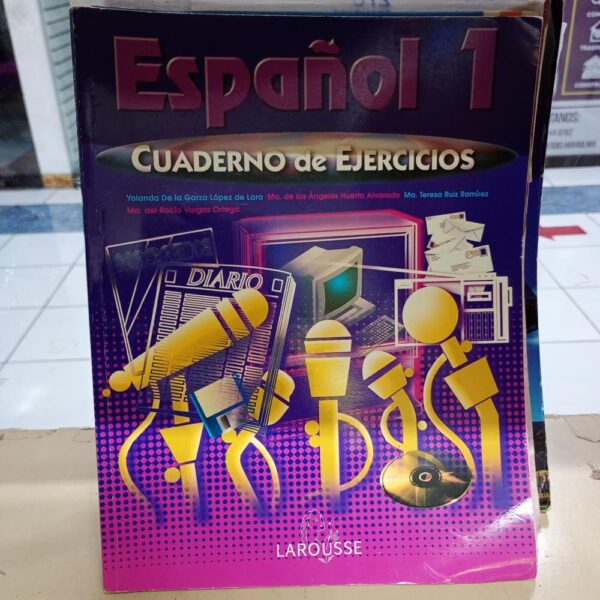 Español 1
CUADERNO de EJERCICIOS
Yolanda De la Garza López de Lara Ma. de los Ángeles Huerta Alvarado Ma. Teresa Ruiz Ramírez
Ma. del Rocío Vargas Ortega
DIARIO
LAROUSSE